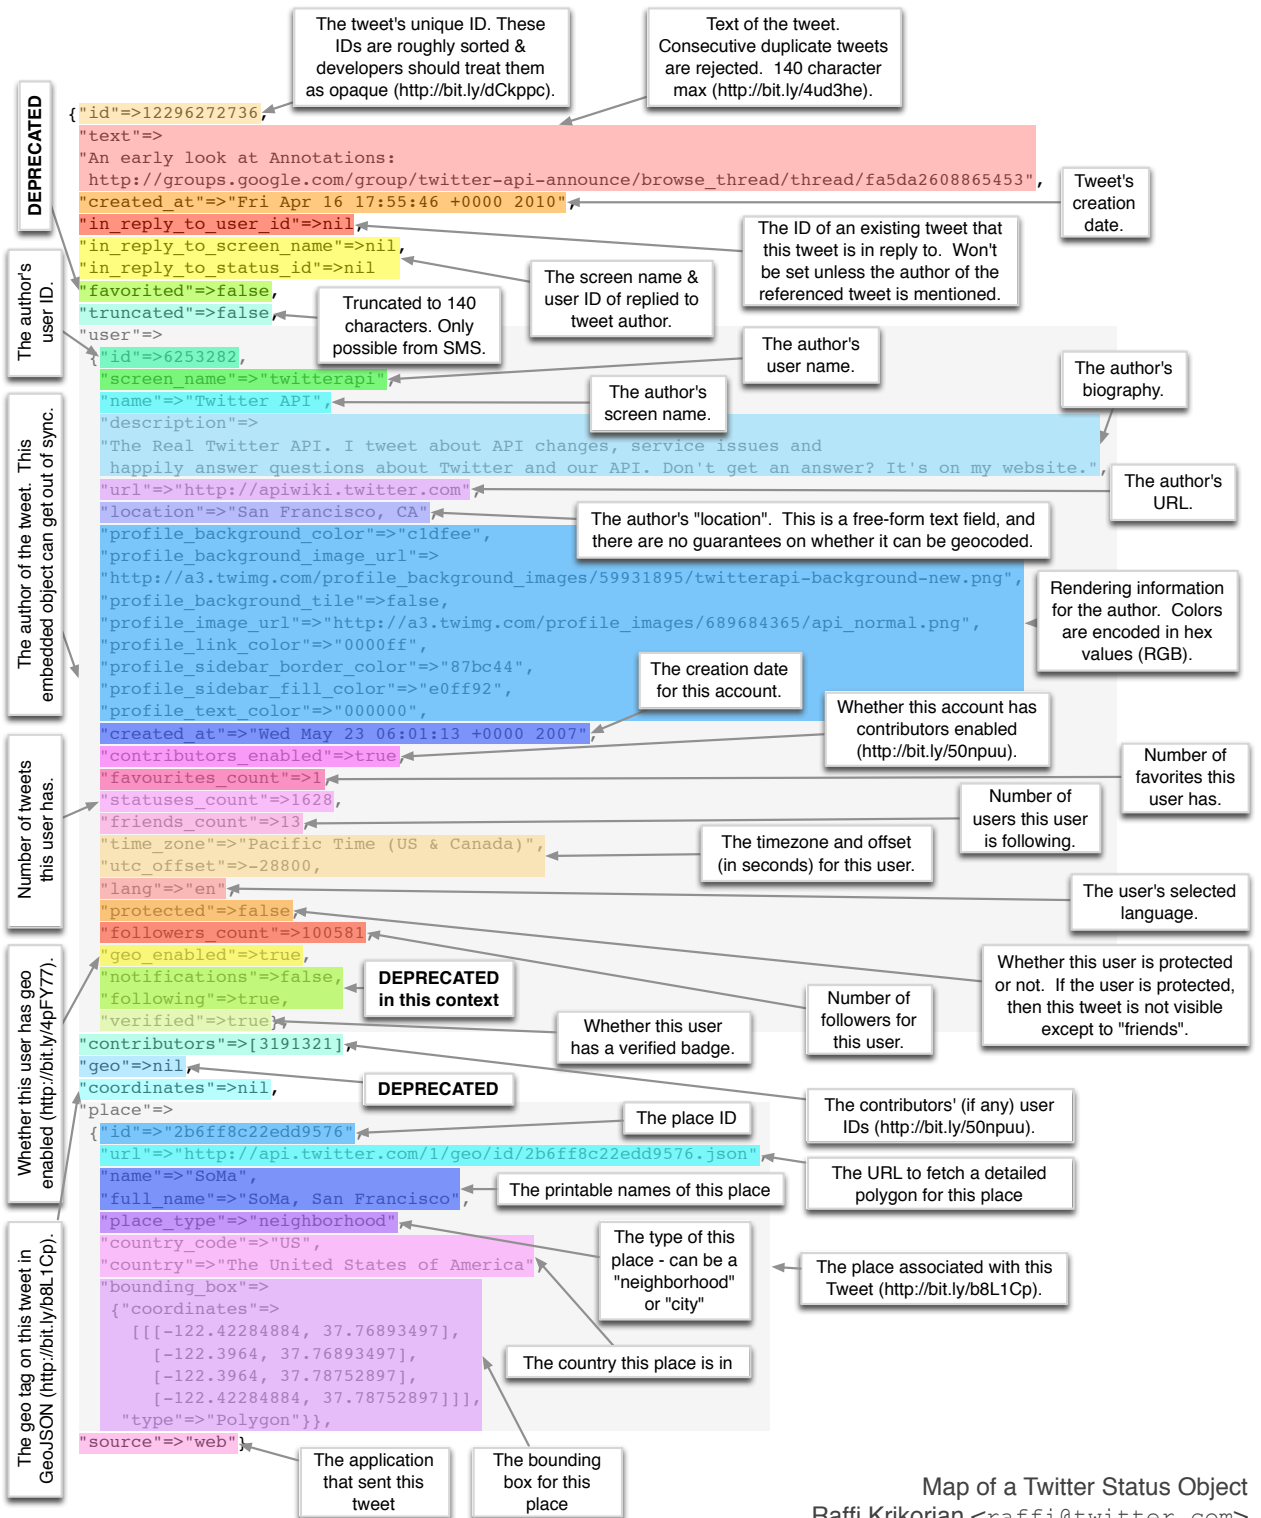 The tweet's unique ID. These
IDs are roughly sorted &
developers should treat them
as opaque (http://bit.ly/dCkppc).
Text of the tweet.
Consecutive duplicate tweets
are rejected. 140 character
max (http://bit.ly/4ud3he).
DEPRECATED
{"id"=>12296272736,
"text"=>
"An early look at Annotations:
http://groups.google.com/group/twitter-api-announce/browse_thread/thread/fa5da2608865453",
"created_at"=>"Fri Apr 16 17:55:46 +0000 2010",
Tweet's
creation
date.
"in_reply_to_user_id"=>nil,
"in_reply_to_screen_name"=>nil,
"in_reply_to_status_id"=>nil
The ID of an existing tweet that
this tweet is in reply to. Won't
be set unless the author of the
referenced tweet is mentioned.
The screen name &
user ID of replied to
tweet author.
"favorited"=>false,
"truncated"=>false,
Truncated to 140
characters. Only
possible from SMS.
The author's
user ID.
"user"=>
{"id"=>6253282,
"screen_name"=>"twitterapi",
The author's
user name.
"name"=>"Twitter API",
The author's
screen name.
The author's
biography.
"description"=>
"The Real Twitter API. I tweet about API changes, service issues and
happily answer questions about Twitter and our API. Don't get an answer? It's on my website.",
The author of the tweet. This
embedded object can get out of sync.
"url"=>"http://apiwiki.twitter.com",
The author's
URL.
"location"=>"San Francisco, CA",
The author's "location". This is a free-form text field, and
there are no guarantees on whether it can be geocoded.
"profile_background_color"=>"c1dfee",
"profile_background_image_url"=>
"http://a3.twimg.com/profile_background_images/59931895/twitterapi-background-new.png",
"profile_background_tile"=>false,
"profile_image_url"=>"http://a3.twimg.com/profile_images/689684365/api_normal.png",
"profile_link_color"=>"0000ff",
"profile_sidebar_border_color"=>"87bc44",
"profile_sidebar_fill_color"=>"e0ff92",
"profile_text_color"=>"000000",
Rendering information
for the author. Colors
are encoded in hex
values (RGB).
The creation date
for this account.
"created_at"=>"Wed May 23 06:01:13 +0000 2007",
"contributors_enabled"=>true,
Whether this account has
contributors enabled
(http://bit.ly/50npuu).
"favourites_count"=>1,
Number of
favorites this
user has.
"statuses_count"=>1628,
Number of tweets
this user has.
"friends_count"=>13,
Number of
users this user
is following.
"time_zone"=>"Pacific Time (US & Canada)",
"utc_offset"=>-28800,
The timezone and offset
(in seconds) for this user.
"lang"=>"en",
The user's selected
language.
"protected"=>false,
"followers_count"=>100581,
"geo_enabled"=>true,
Whether this user has geo
enabled (http://bit.ly/4pFY77).
"notifications"=>false,
"following"=>true,
DEPRECATED
in this context
Number of
followers for
this user.
Whether this user is protected
or not. If the user is protected,
then this tweet is not visible
except to "friends".
"verified"=>true},
Whether this user
has a verified badge.
"contributors"=>[3191321],
"geo"=>nil,
DEPRECATED
"coordinates"=>nil,
The contributors' (if any) user
IDs (http://bit.ly/50npuu).
"place"=>
{"id"=>"2b6ff8c22edd9576",
The place ID
"url"=>"http://api.twitter.com/1/geo/id/2b6ff8c22edd9576.json",
The URL to fetch a detailed
polygon for this place
"name"=>"SoMa",
"full_name"=>"SoMa, San Francisco",
The printable names of this place
"place_type"=>"neighborhood",
The type of this
place - can be a
"neighborhood"
or "city"
"country_code"=>"US",
"country"=>"The United States of America",
The place associated with this
Tweet (http://bit.ly/b8L1Cp).
The geo tag on this tweet in
GeoJSON (http://bit.ly/b8L1Cp).
"bounding_box"=>
{"coordinates"=>
[[[-122.42284884, 37.76893497],
[-122.3964, 37.76893497],
[-122.3964, 37.78752897],
[-122.42284884, 37.78752897]]],
"type"=>"Polygon"}},
The country this place is in
"source"=>"web"}
The application
that sent this
tweet
The bounding
box for this
place
Map of a Twitter Status Object
Raffi Krikorian <raffi@twitter.com>